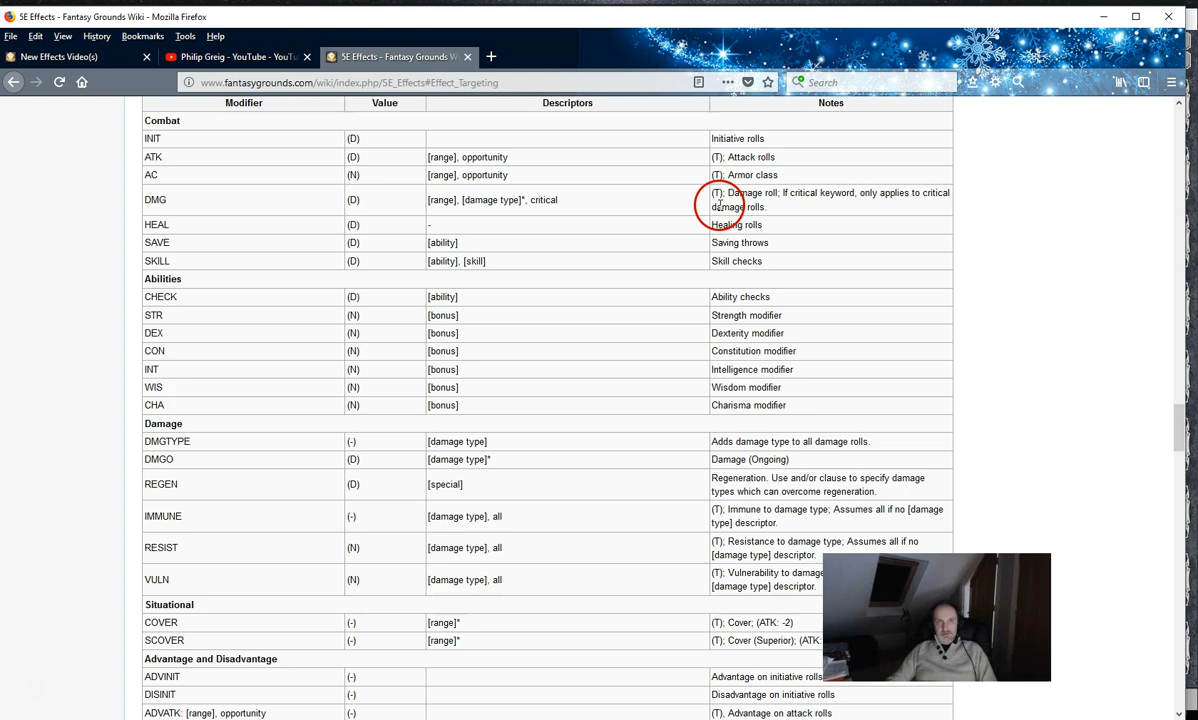 5E Effects - Fantasy Grounds Wiki - Mozilla Firefox
File Edit View History Bookmarks Tools Help
New Effects Video(s) Philip Greig - YouTube - YouTu 5E Effects - Fantasy Grounds W
www.fantasygrounds.com/wiki/index.php/5E_Effects#Effect_Targeting Search
Modifier Value Descriptors Notes
Combat
INIT (D) Initiative rolls
ATK (D) [range], opportunity (T); Attack rolls
AC (N) [range], opportunity (T); Armor class
DMG (D) [range], [damage type]*, critical (T); Damage roll; If critical keyword, only applies to critical
damage rolls.
HEAL (D) - Healing rolls
SAVE (D) [ability] Saving throws
SKILL (D) [ability], [skill] Skill checks
Abilities
CHECK (D) [ability] Ability checks
STR (N) [bonus] Strength modifier
DEX (N) [bonus] Dexterity modifier
CON (N) [bonus] Constitution modifier
INT (N) [bonus] Intelligence modifier
WIS (N) [bonus] Wisdom modifier
CHA (N) [bonus] Charisma modifier
Damage
DMGTYPE (-) [damage type] Adds damage type to all damage rolls.
DMGO (D) [damage type]* Damage (Ongoing)
REGEN (D) [special] Regeneration. Use and/or clause to specify damage
types which can overcome regeneration.
IMMUNE (-) [damage type], all (T); Immune to damage type; Assumes all if no [damage
type] descriptor.
RESIST (N) [damage type], all (T); Resistance to damage type; Assumes all if no
[damage type] descriptor.
VULN (N) [damage type], all (T); Vulnerability to damage
[damage type] descriptor.
Situational
COVER (-) [range]* (T); Cover; (ATK: -2)
SCOVER (-) [range]* (T); Cover (Superior); (ATK:
Advantage and Disadvantage
ADVINIT (-) Advantage on initiative rolls
DISINIT (-) Disadvantage on initiative rolls
ADVATK: [range], opportunity (-) (T), Advantage on attack rolls